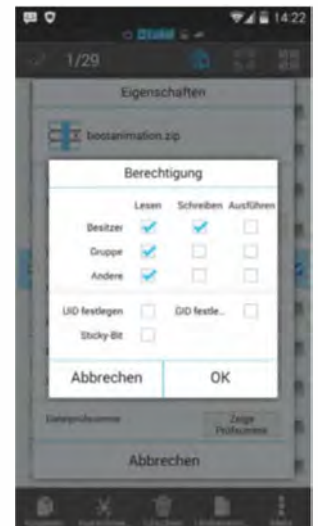 14:22
1/29
Eigenschaften
bootanimation.zip
Berechtigung
Lesen Schreiben Ausführen
Besitzer
Gruppe
Andere
UID festlegen GID festle...
Sticky-Bit
Abbrechen OK
Zeige
Prüfsumme
Abbrechen